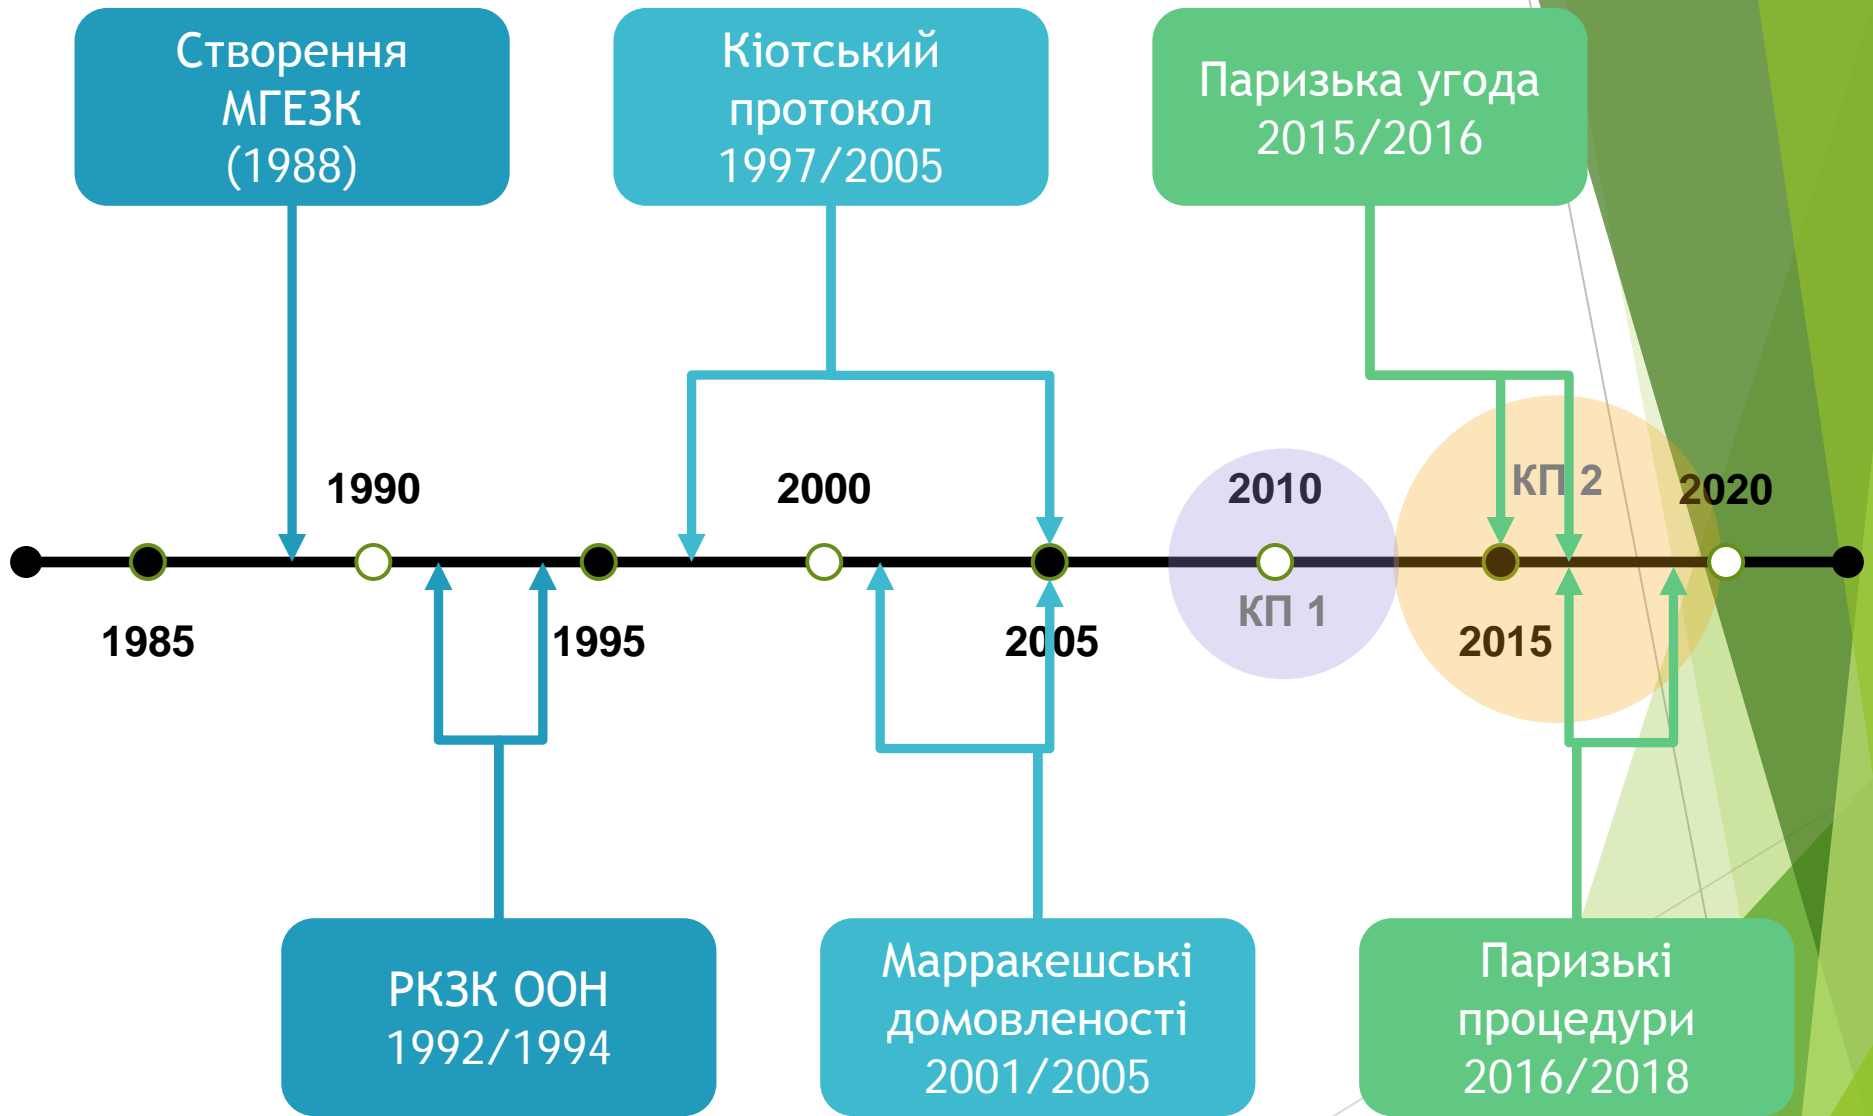 Створення
МГЕЗК
(1988)
Кіотський
протокол
1997/2005
Паризька угода
2015/2016
1990
2000
2010
КП 2
2020
1985
1995
2005
КП 1
2015
РКЗК ООН
1992/1994
Марракешські
домовленості
2001/2005
Паризькі
процедури
2016/2018